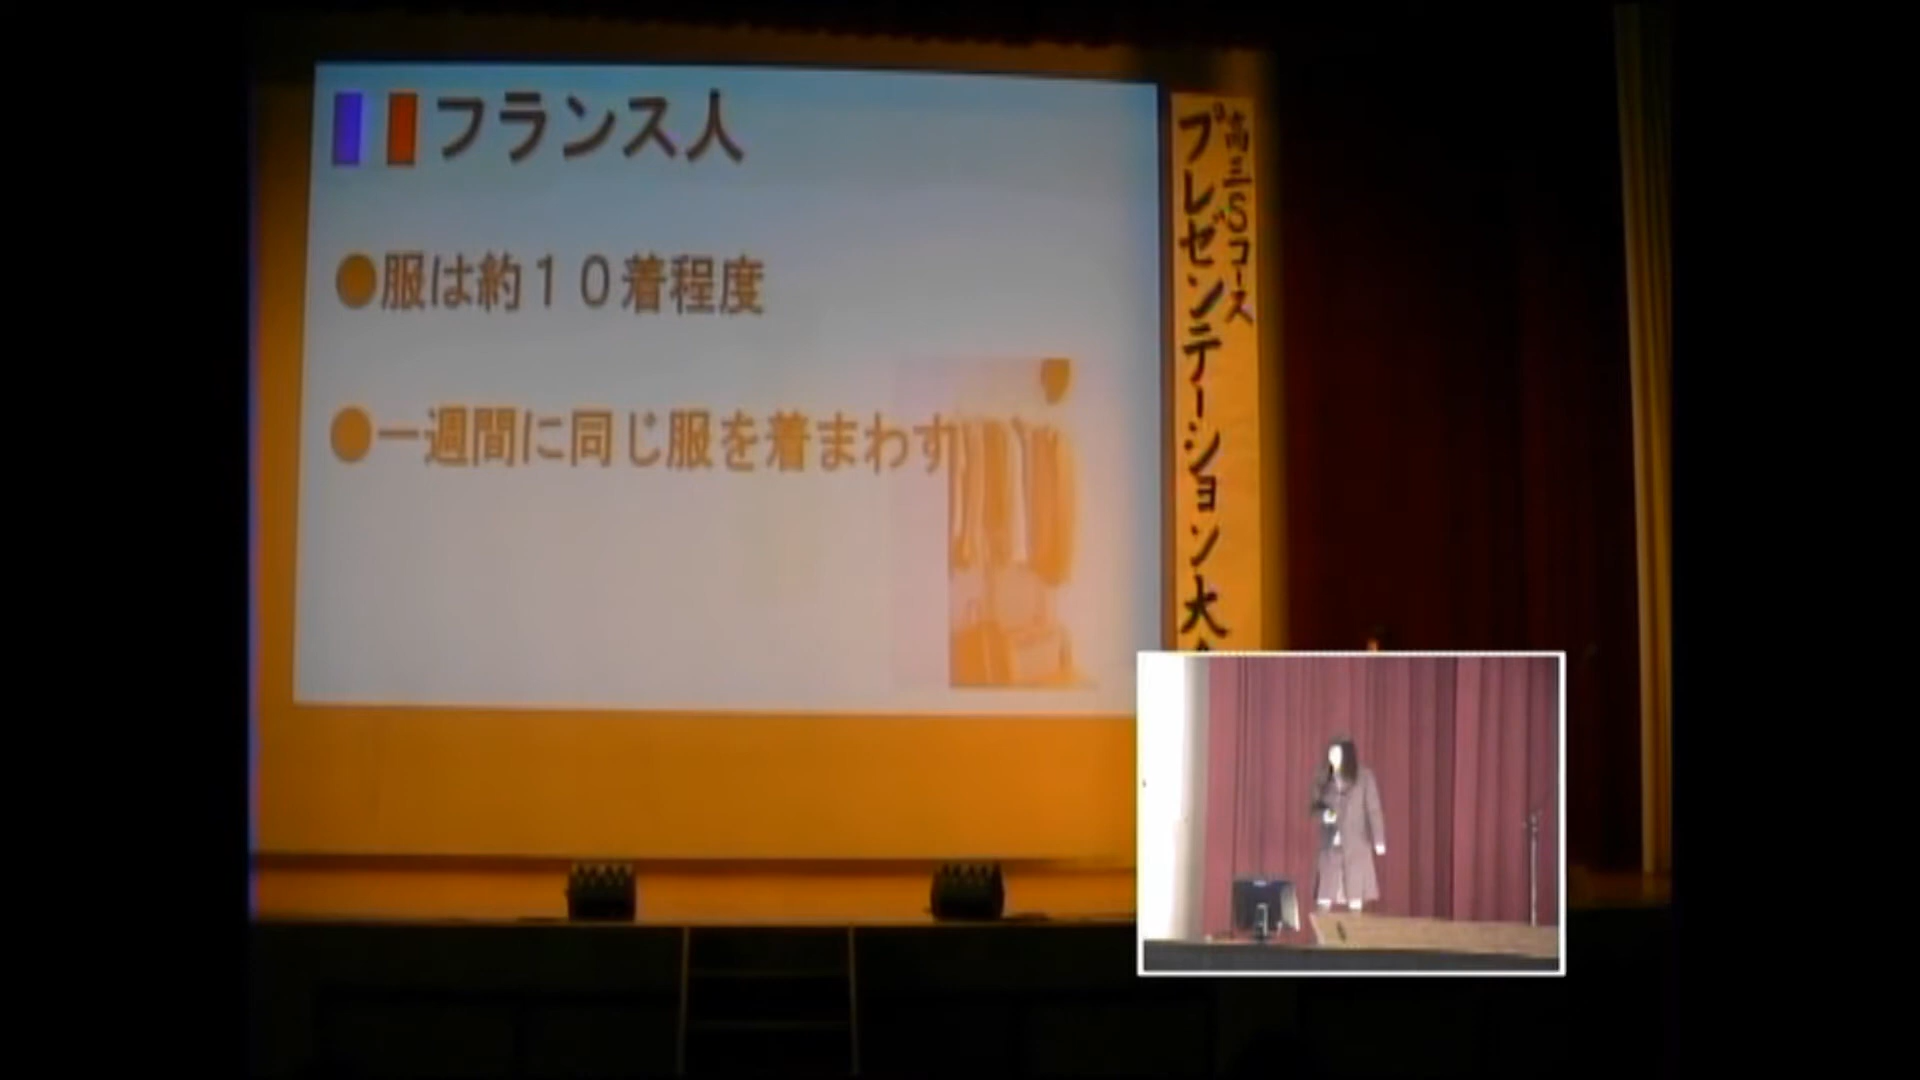 フランス人
●服は約10着程度
●一週間に同じ服を着まわす
高三Sコース
プレゼンテーション大